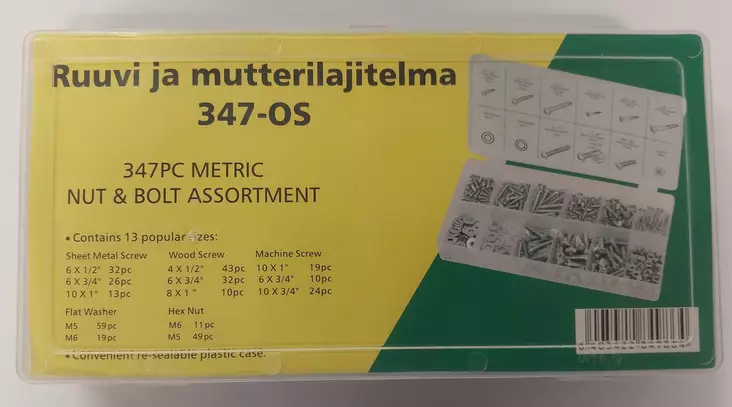 Ruuvi ja mutterilajitelma
347-OS
347PC METRIC
NUT & BOLT ASSORTMENT
• Contains 13 popular sizes:
Sheet Metal Screw Wood Screw Machine Screw
6 X 1/2" 32pc 4 X 1/2" 43pc 10 X 1" 19pc
6 X 3/4" 26pc 6 X 3/4" 32pc 6 X 3/4" 10pc
10 X 1" 13pc 8 X 1" 10pc 10 X 3/4" 24pc
Flat Washer Hex Nut
M5 59pc M6 11pc
M6 19pc M5 49pc
• Convenient re-sealable plastic case.